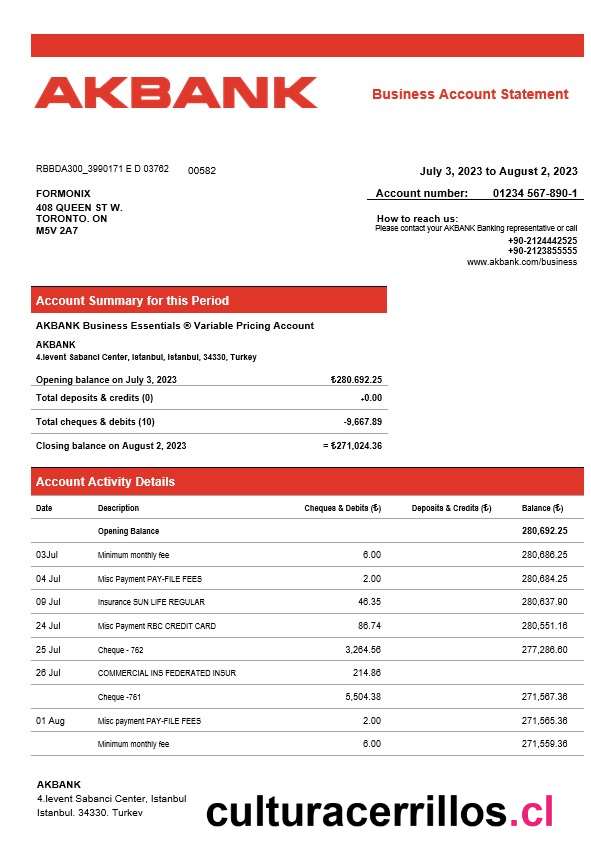 AKBANK
Business Account Statement
RBBDA300_3990171 E D 03762 00582
July 3, 2023 to August 2, 2023
FORMONIX
408 QUEEN ST W.
TORONTO. ON
M5V 2A7
Account number: 01234 567-890-1
How to reach us:
Please contact your AKBANK Banking representative or call
+90-2124442525
+90-2123855555
www.akbank.com/business
Account Summary for this Period
AKBANK Business Essentials ® Variable Pricing Account
AKBANK
4.levent Sabanci Center, Istanbul, Istanbul, 34330, Turkey
Opening balance on July 3, 2023 ₺280.692.25
Total deposits & credits (0) +0.00
Total cheques & debits (10) -9,667.89
Closing balance on August 2, 2023 = ₺271,024.36
Account Activity Details
Date Description Cheques & Debits (₺) Deposits & Credits (₺) Balance (₺)
Opening Balance 280,692.25
03Jul Minimum monthly fee 6.00 280,686.25
04 Jul Misc Payment PAY-FILE FEES 2.00 280,684.25
09 Jul Insurance SUN LIFE REGULAR 46.35 280,637.90
24 Jul Misc Payment RBC CREDIT CARD 86.74 280,551.16
25 Jul Cheque - 762 3,264.56 277,286.60
26 Jul COMMERCIAL INS FEDERATED INSUR 214.86
Cheque -761 5,504.38 271,567.36
01 Aug Misc payment PAY-FILE FEES 2.00 271,565.36
Minimum monthly fee 6.00 271,559.36
AKBANK
4.levent Sabanci Center, Istanbul
Istanbul. 34330. Turkey
culturacerrillos.cl